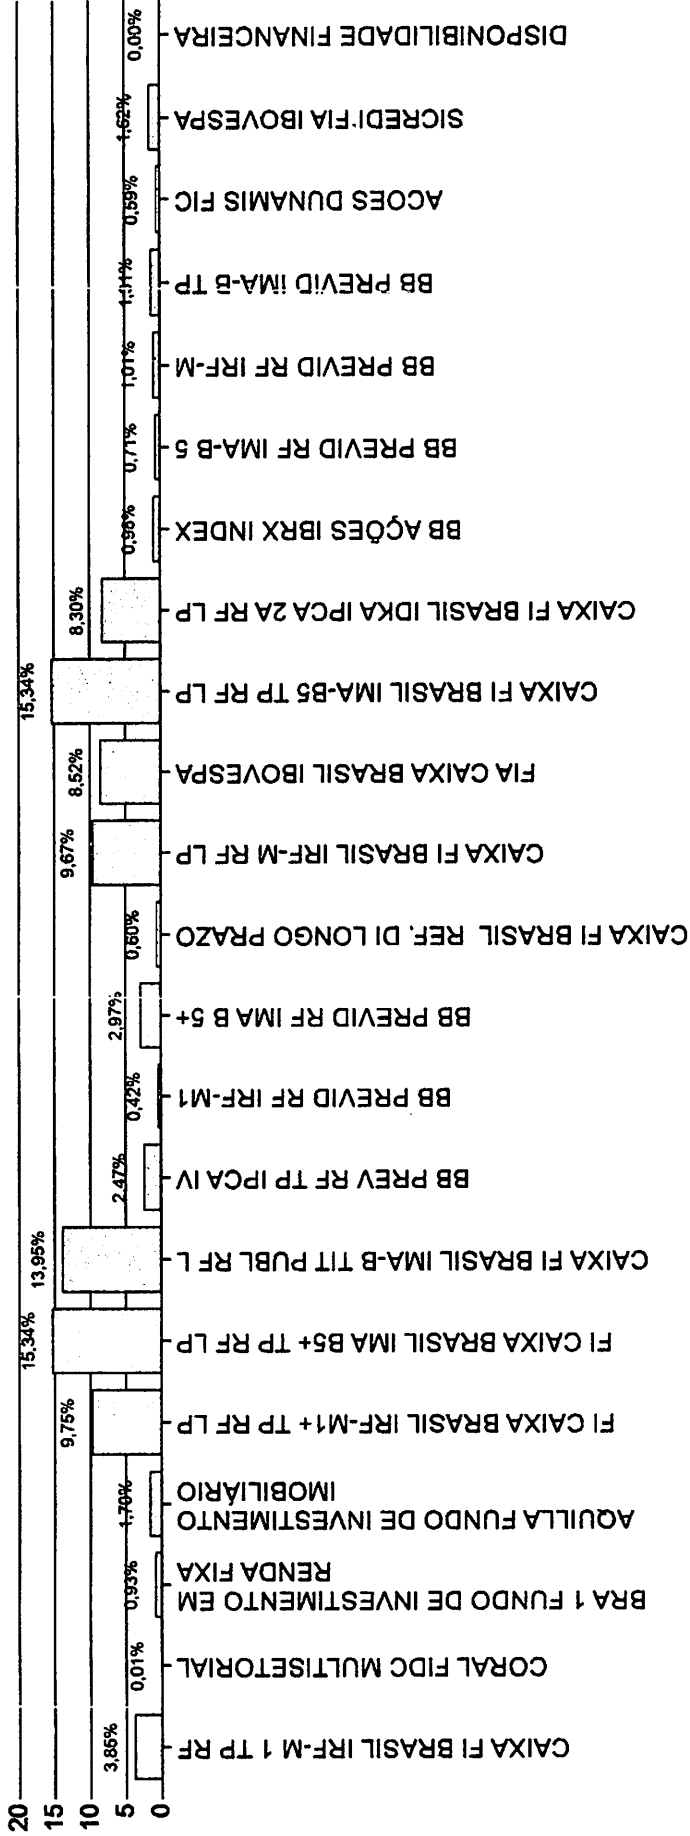 20
15
10
5
0
3,85%
CAIXA FI BRASIL IRF-M 1 TP RF
0,01%
CORAL FIDC MULTISETORIAL
0,93%
BRA 1 FUNDO DE INVESTIMENTO EM
RENDA FIXA
1,70%
AQUILLA FUNDO DE INVESTIMENTO
IMOBILIÁRIO
9,75%
FI CAIXA BRASIL IRF-M1+ TP RF LP
15,34%
FI CAIXA BRASIL IMA B5+ TP RF LP
13,95%
CAIXA FI BRASIL IMA-B TIT PUBL RF L
2,47%
BB PREV RF TP IPCA IV
0,42%
BB PREVID RF IRF-M1
2,97%
BB PREVID RF IMA B 5+
0,60%
CAIXA FI BRASIL REF. DI LONGO PRAZO
9,67%
CAIXA FI BRASIL IRF-M RF LP
8,52%
FIA CAIXA BRASIL IBOVESPA
15,34%
CAIXA FI BRASIL IMA-B5 TP RF LP
8,30%
CAIXA FI BRASIL IDKA IPCA 2A RF LP
0,98%
BB AÇÕES IBRX INDEX
0,71%
BB PREVID RF IMA-B 5
1,01%
BB PREVID RF IRF-M
BB PREVID IMA-B TP
0,59%
ACOES DUNAMIS FIC
1,62%
SICREDI FIA IBOVESPA
0,00%
DISPONIBILIDADE FINANCEIRA